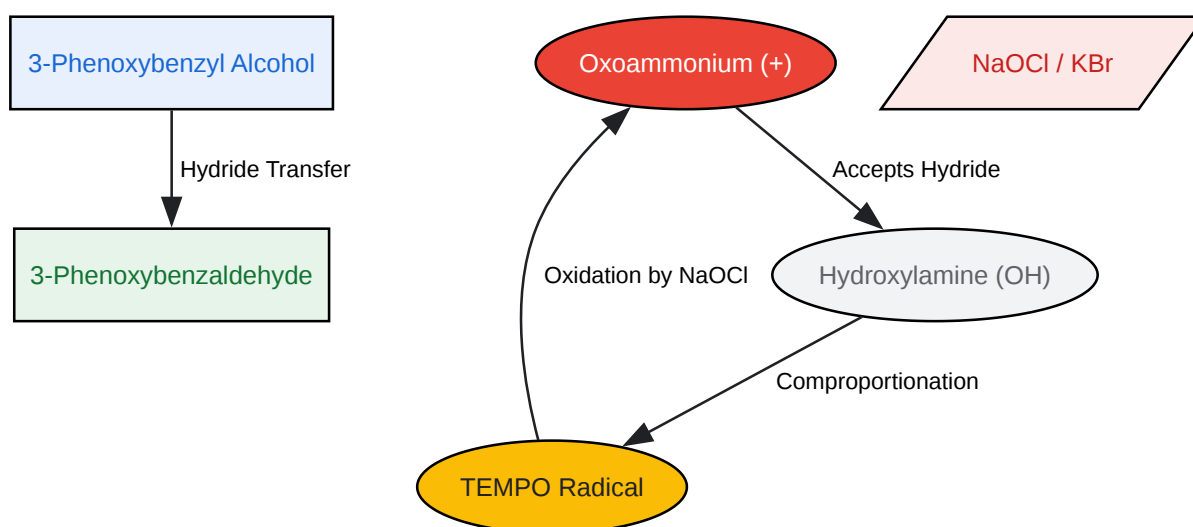 3-Phenoxybenzyl Alcohol
Oxoammonium (+)
NaOCl / KBr
Hydride Transfer
Accepts Hydride
3-Phenoxybenzaldehyde
Oxidation by NaOCl
Hydroxylamine (OH)
Comproportionation
TEMPO Radical